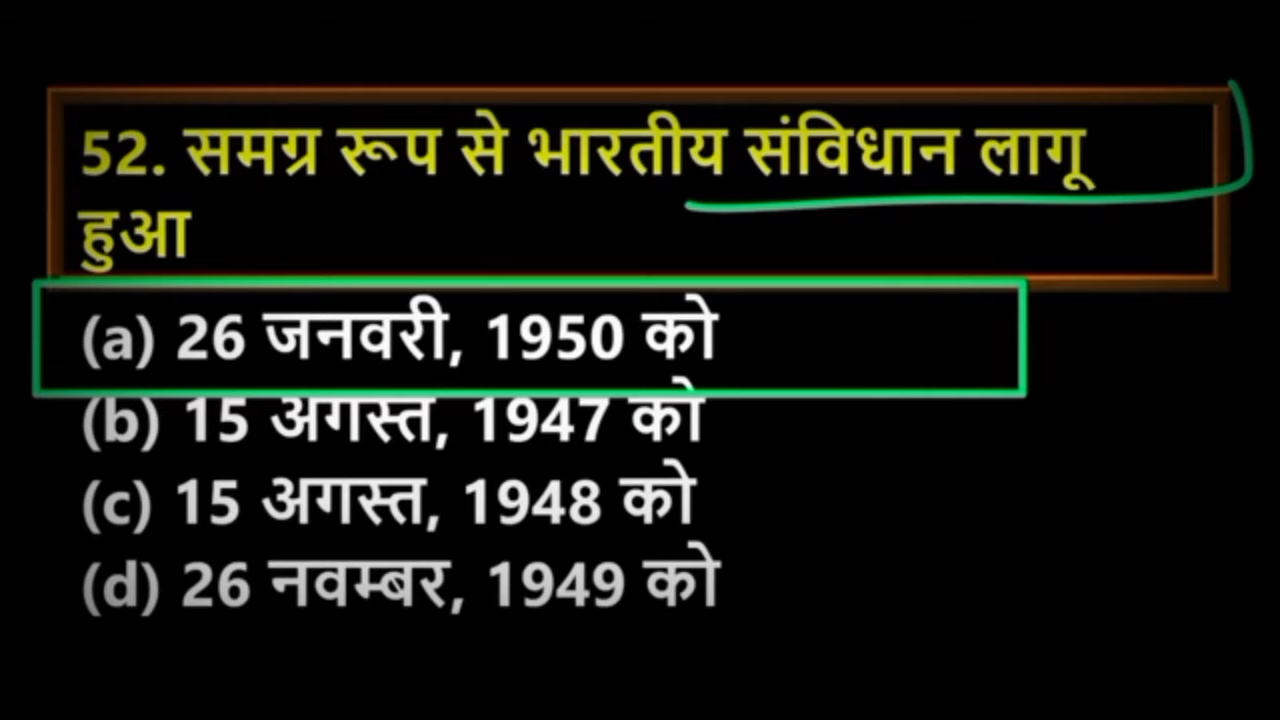 52. समग्र रूप से भारतीय संविधान लागू
हुआ
(a) 26 जनवरी, 1950 को
(b) 15 अगस्त, 1947 को
(c) 15 अगस्त, 1948 को
(d) 26 नवम्बर, 1949 को